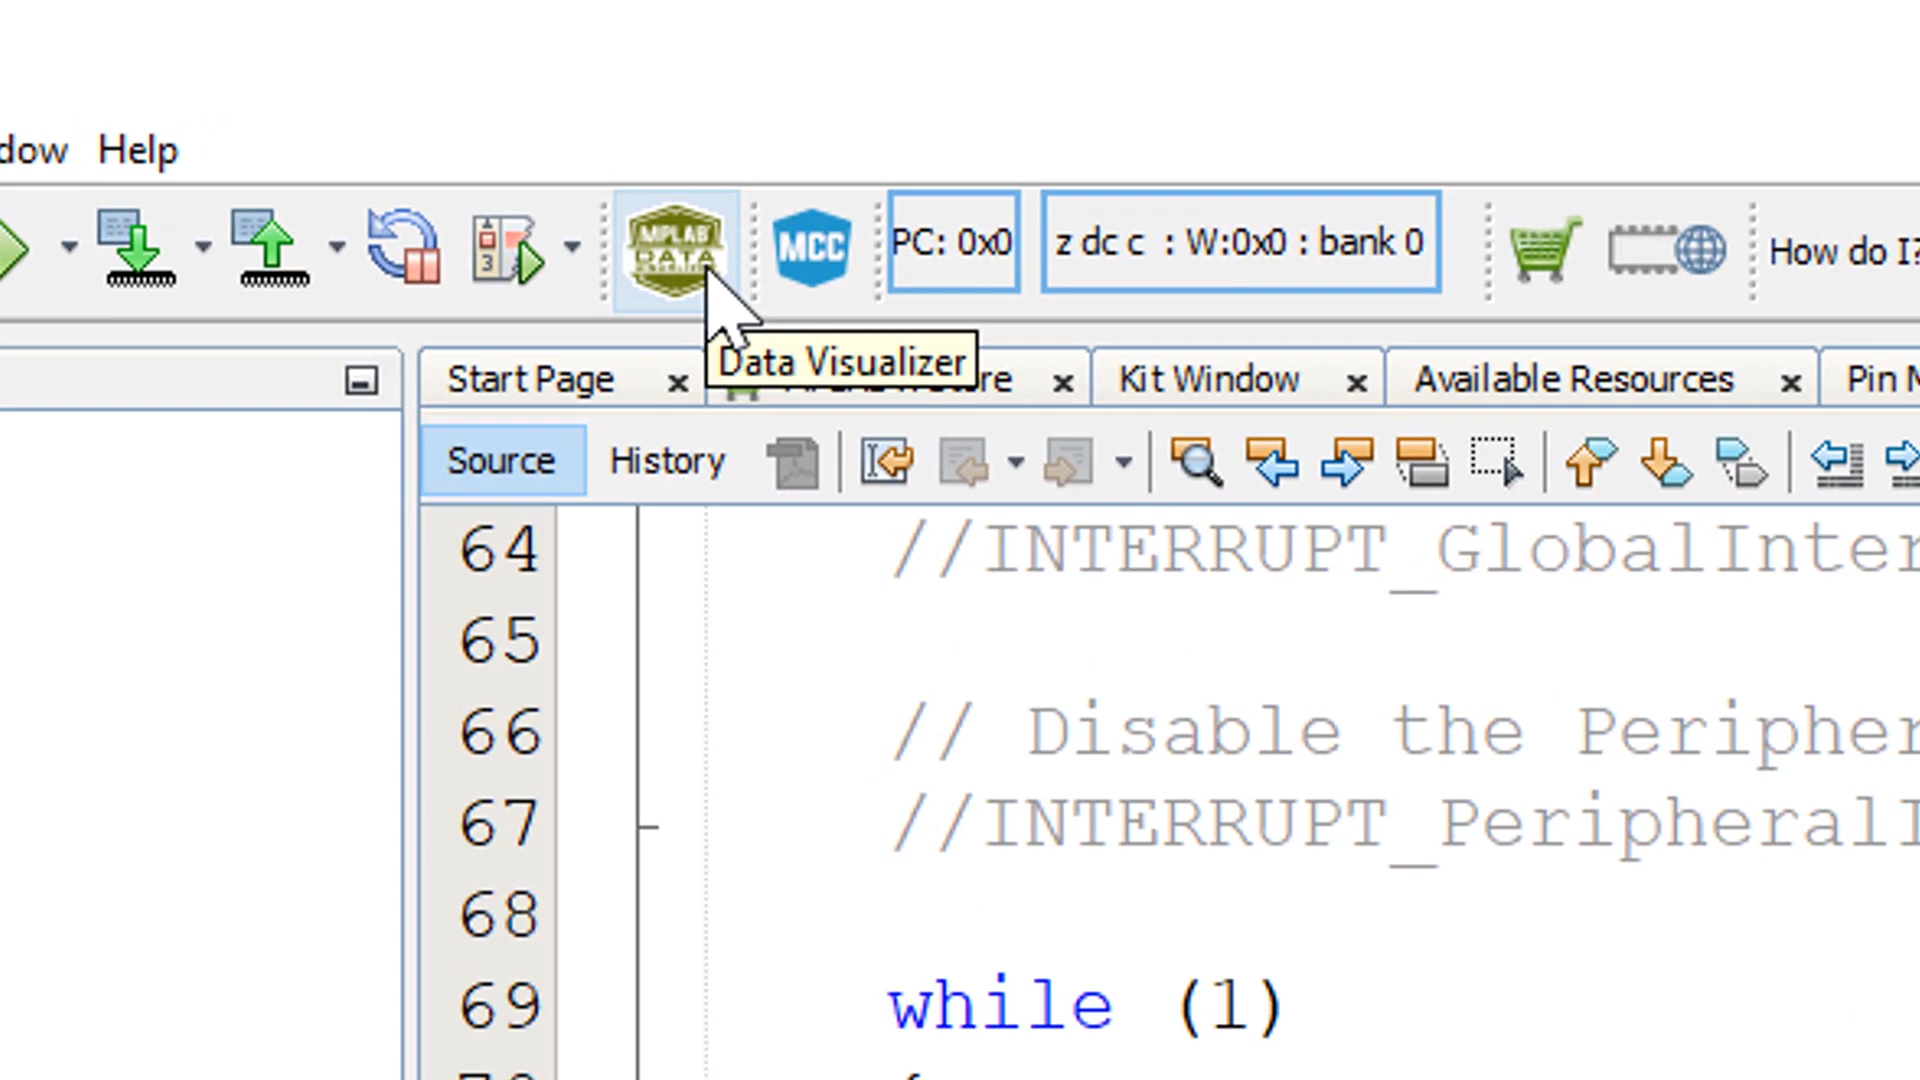 dow Help
MPLAB DATA MCC PC: 0x0 z dc c : W:0x0 : bank 0 How do I?
Data Visualizer
Start Page Store Kit Window Available Resources Pin M
Source History
64 //INTERRUPT_GlobalInter
65
66 // Disable the Peripher
67 //INTERRUPT_PeripheralI
68
69 while (1)